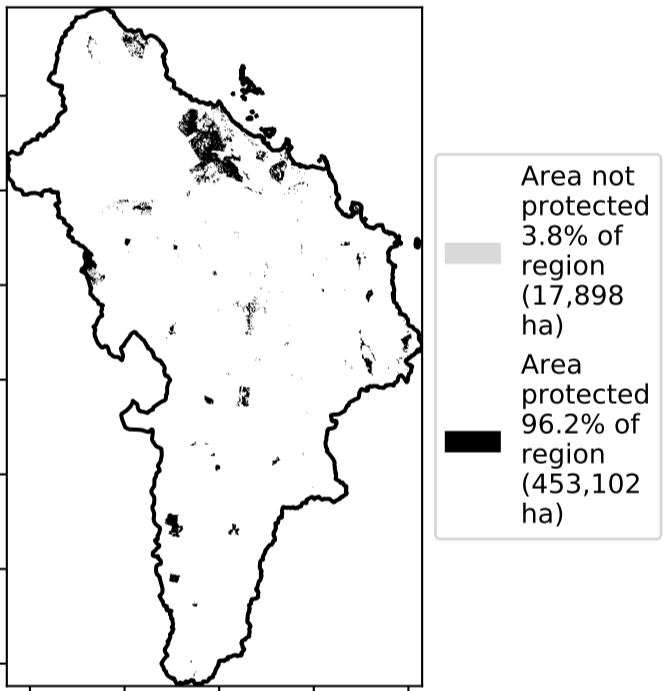 Area not
protected
3.8% of
region
(17,898
ha)
Area
protected
96.2% of
region
(453,102
ha)